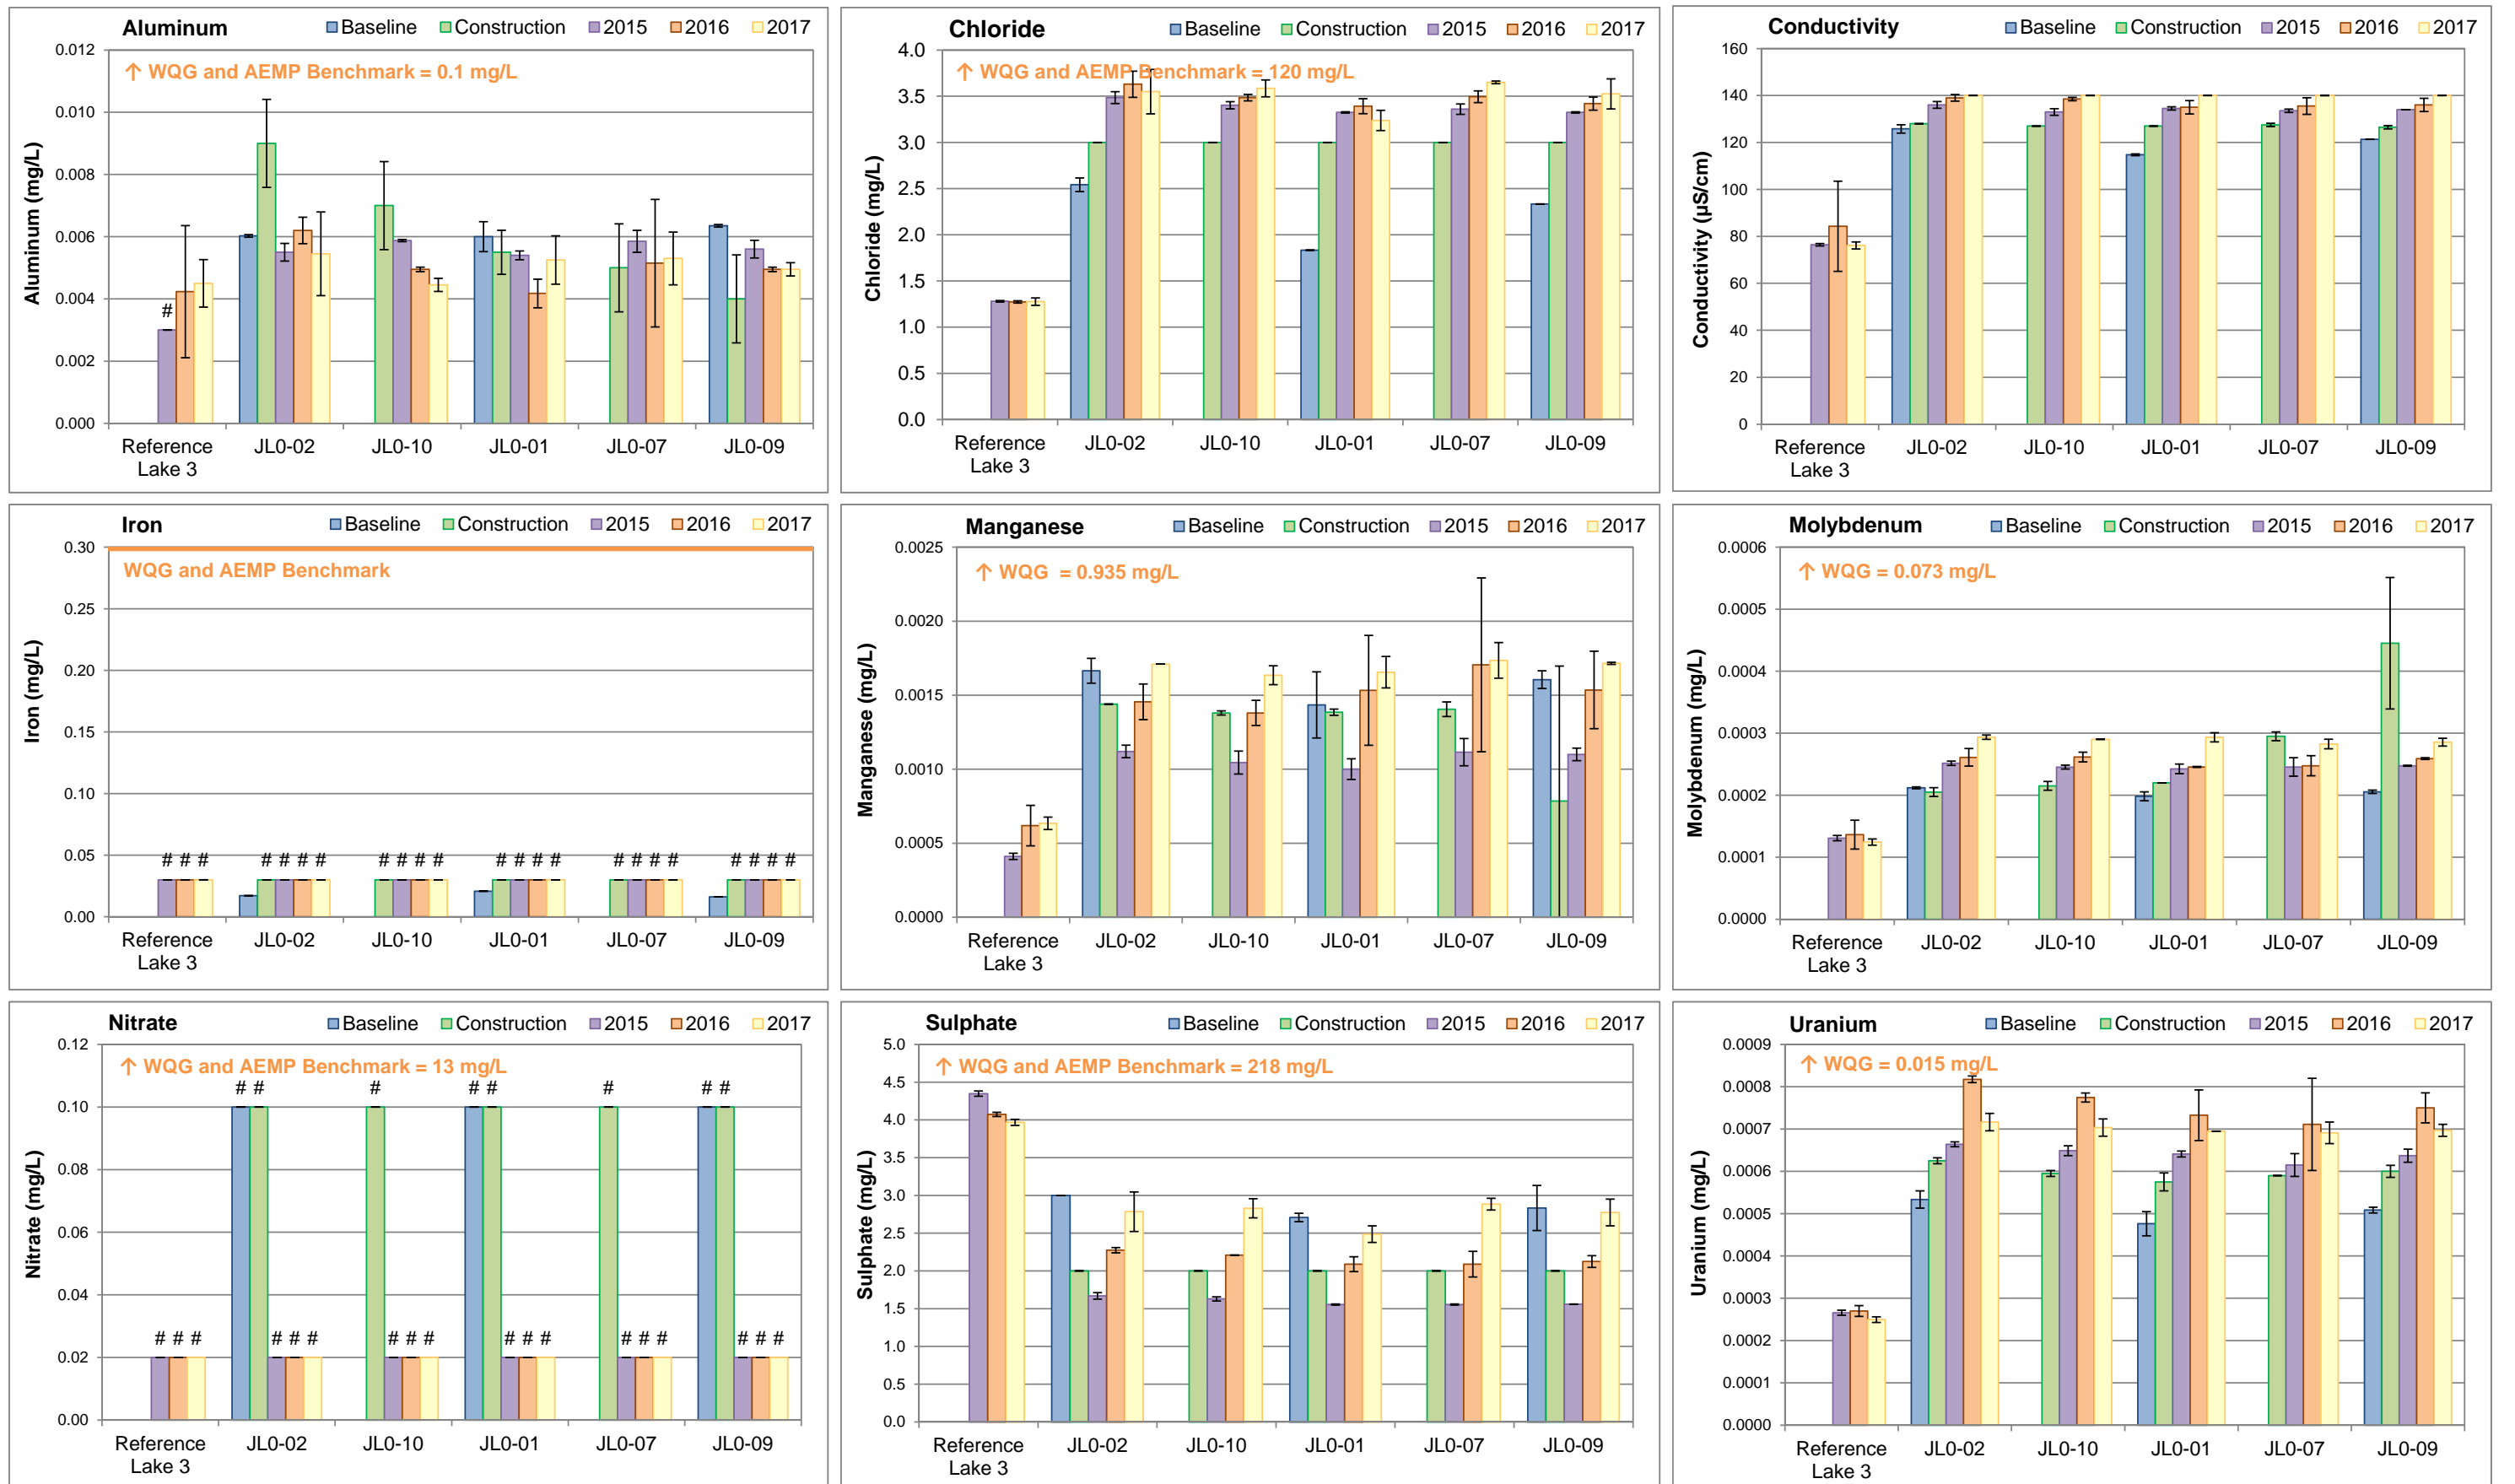 Aluminum
Baseline Construction 2015 2016 2017
↑ WQG and AEMP Benchmark = 0.1 mg/L
Aluminum (mg/L)
0.012
0.010
0.008
0.006
0.004
0.002
0.000
#
Reference Lake 3 JL0-02 JL0-10 JL0-01 JL0-07 JL0-09
Chloride
Baseline Construction 2015 2016 2017
↑ WQG and AEMP Benchmark = 120 mg/L
Chloride (mg/L)
4.0
3.5
3.0
2.5
2.0
1.5
1.0
0.5
0.0
Reference Lake 3 JL0-02 JL0-10 JL0-01 JL0-07 JL0-09
Conductivity
Baseline Construction 2015 2016 2017
Conductivity (µS/cm)
160
140
120
100
80
60
40
20
0
Reference Lake 3 JL0-02 JL0-10 JL0-01 JL0-07 JL0-09
Iron
Baseline Construction 2015 2016 2017
WQG and AEMP Benchmark
Iron (mg/L)
0.30
0.25
0.20
0.15
0.10
0.05
0.00
# # # # # # # # # # # # # # # # # # # # # # #
Reference Lake 3 JL0-02 JL0-10 JL0-01 JL0-07 JL0-09
Manganese
Baseline Construction 2015 2016 2017
↑ WQG = 0.935 mg/L
Manganese (mg/L)
0.0025
0.0020
0.0015
0.0010
0.0005
0.0000
Reference Lake 3 JL0-02 JL0-10 JL0-01 JL0-07 JL0-09
Molybdenum
Baseline Construction 2015 2016 2017
↑ WQG = 0.073 mg/L
Molybdenum (mg/L)
0.0006
0.0005
0.0004
0.0003
0.0002
0.0001
0.0000
Reference Lake 3 JL0-02 JL0-10 JL0-01 JL0-07 JL0-09
Nitrate
Baseline Construction 2015 2016 2017
↑ WQG and AEMP Benchmark = 13 mg/L
Nitrate (mg/L)
0.12
0.10
0.08
0.06
0.04
0.02
0.00
# # # # # # # #
# # # # # # # # # # # # # # # # # #
Reference Lake 3 JL0-02 JL0-10 JL0-01 JL0-07 JL0-09
Sulphate
Baseline Construction 2015 2016 2017
↑ WQG and AEMP Benchmark = 218 mg/L
Sulphate (mg/L)
5.0
4.5
4.0
3.5
3.0
2.5
2.0
1.5
1.0
0.5
0.0
Reference Lake 3 JL0-02 JL0-10 JL0-01 JL0-07 JL0-09
Uranium
Baseline Construction 2015 2016 2017
↑ WQG = 0.015 mg/L
Uranium (mg/L)
0.0009
0.0008
0.0007
0.0006
0.0005
0.0004
0.0003
0.0002
0.0001
0.0000
Reference Lake 3 JL0-02 JL0-10 JL0-01 JL0-07 JL0-09